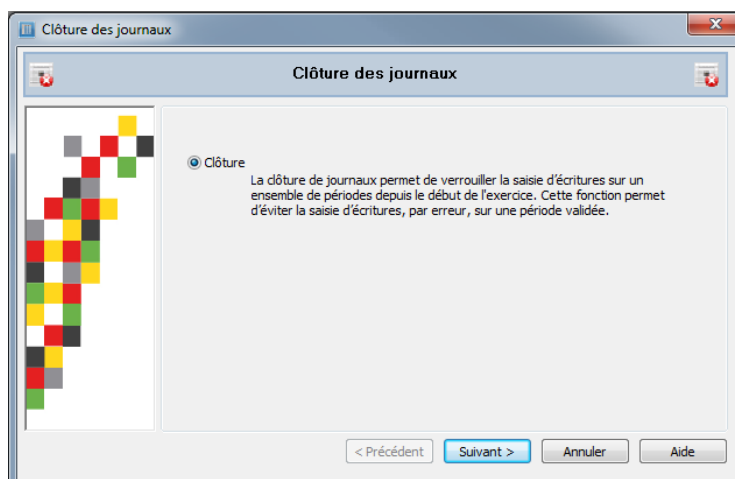 Clôture des journaux
Clôture des journaux
Clôture
La clôture de journaux permet de verrouiller la saisie d'écritures sur un
ensemble de périodes depuis le début de l'exercice. Cette fonction permet
d'éviter la saisie d'écritures, par erreur, sur une période validée.
< Précédent
Suivant >
Annuler
Aide